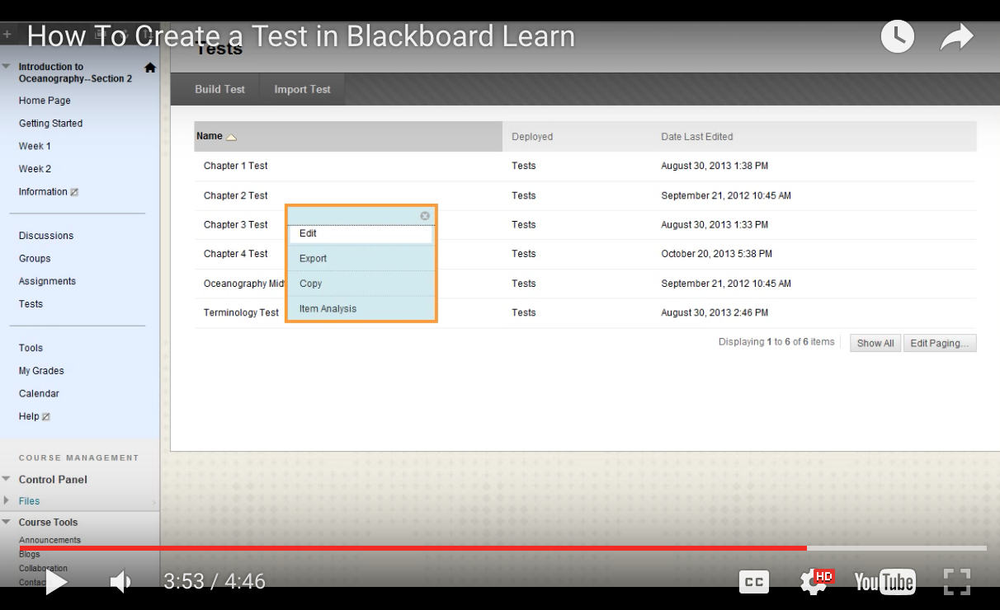 How To Create a Test in Blackboard Learn
Tests
Introduction to
Oceanography--Section 2
Home Page
Getting Started
Week 1
Week 2
Information
Discussions
Groups
Assignments
Tests
Tools
My Grades
Calendar
Help
COURSE MANAGEMENT
Control Panel
Files
Course Tools
Announcements
Blogs
Collaboration
Build Test Import Test
Name Deployed Date Last Edited
Chapter 1 Test Tests August 30, 2013 1:38 PM
Chapter 2 Test Tests September 21, 2012 10:45 AM
Chapter 3 Test Tests August 30, 2013 1:33 PM
Chapter 4 Test Tests October 20, 2013 5:38 PM
Oceanography Tests September 21, 2012 10:45 AM
Terminology Test Tests August 30, 2013 2:46 PM
Edit
Export
Copy
Item Analysis
Displaying 1 to 6 of 6 items Show All Edit Paging...
3:53 / 4:46 CC HD YouTube